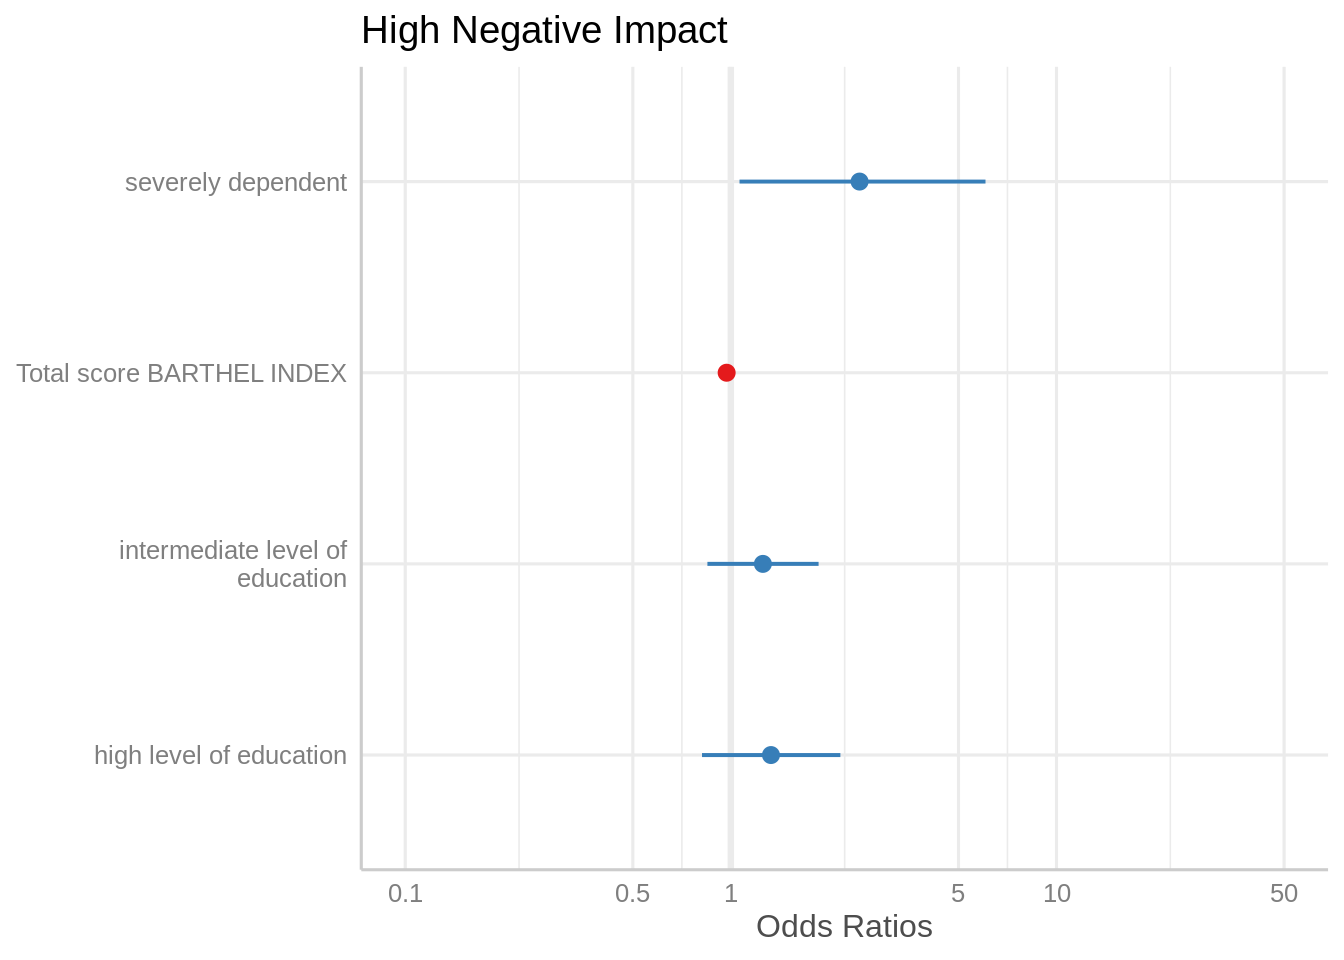 High Negative Impact
severely dependent
Total score BARTHEL INDEX
intermediate level of
education
high level of education
0.1 0.5 1 5 10 50
Odds Ratios